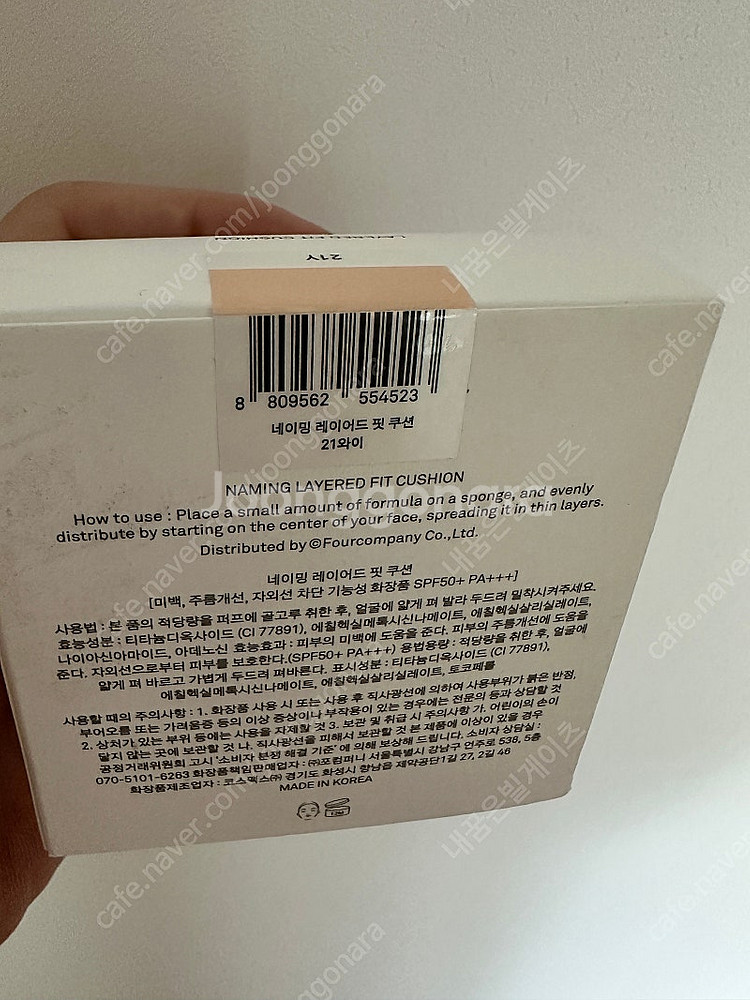 LAYERED FIT CUSHION
21Y
8 809562 554523
네이밍 레이어드 핏 쿠션
21와이
NAMING LAYERED FIT CUSHION
How to use : Place a small amount of formula on a sponge, and evenly
distribute by starting on the center of your face, spreading it in thin layers.
Distributed by ©Fourcompany Co.,Ltd.
네이밍 레이어드 핏 쿠션
[미백, 주름개선, 자외선 차단 기능성 화장품 SPF50+ PA+++]
사용법 : 본 품의 적당량을 퍼프에 골고루 취한 후, 얼굴에 얇게 펴 발라 두드려 밀착시켜주세요.
효능성분 : 티타늄디옥사이드 (CI 77891), 에칠헥실메톡시신나메이트, 에칠헥실살리실레이트,
나이아신아마이드, 아데노신 효능효과 : 피부의 미백에 도움을 준다. 피부의 주름개선에 도움을
준다. 자외선으로부터 피부를 보호한다.(SPF50+ PA+++) 용법용량 : 적당량을 취한 후, 얼굴에
얇게 펴 바르고 가볍게 두드려 펴바른다. 표시성분 : 티타늄디옥사이드 (CI 77891),
에칠헥실메톡시신나메이트, 에칠헥실살리실레이트, 토코페롤
사용할 때의 주의사항 : 1. 화장품 사용 시 또는 사용 후 직사광선에 의하여 사용부위가 붉은 반점,
부어오름 또는 가려움증 등의 이상 증상이나 부작용이 있는 경우에는 전문의 등과 상담할 것
2. 상처가 있는 부위 등에는 사용을 자제할 것 3. 보관 및 취급 시 주의사항 가. 어린이의 손이
닿지 않는 곳에 보관할 것 나. 직사광선을 피해서 보관할 것 본 제품에 이상이 있을 경우
공정거래위원회 고시 '소비자 분쟁 해결 기준'에 의해 보상해 드립니다. 소비자 상담실 :
070-5101-6263 화장품책임판매업자 : ㈜포컴퍼니 서울특별시 강남구 언주로 538, 5층
화장품제조업자 : 코스맥스㈜ 경기도 화성시 향남읍 제약공단1길 27, 2길 46
MADE IN KOREA
12M
Joonggonara
cafe.naver.com/joonggonara
내꿈은빌게이츠